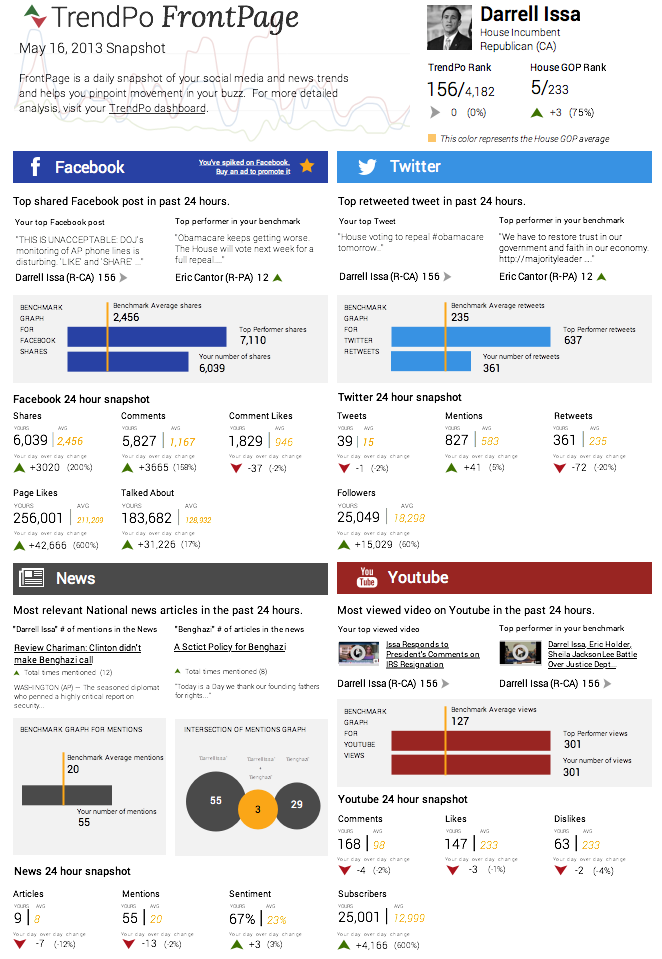 TrendPo FrontPage
May 16, 2013 Snapshot
FrontPage is a daily snapshot of your social media and news trends
and helps you pinpoint movement in your buzz. For more detailed
analysis, visit your TrendPo dashboard.
Darrell Issa
House Incumbent
Republican (CA)
TrendPo Rank
156/4,182
0 (0%)
House GOP Rank
5/233
+3 (75%)
This color represents the House GOP average
Facebook
You've spiked on Facebook.
Buy an ad to promote it
Top shared Facebook post in past 24 hours.
Your top Facebook post
"THIS IS UNACCEPTABLE: DOJ's
monitoring of AP phone lines is
disturbing. 'LIKE' and 'SHARE' ..."
Darrell Issa (R-CA) 156
Top performer in your benchmark
"Obamacare keeps getting worse.
The House will vote next week for a
full repeal...."
Eric Cantor (R-PA) 12
BENCHMARK
GRAPH
FOR
FACEBOOK
SHARES
Benchmark Average shares
2,456
Top Performer shares
7,110
Your number of shares
6,039
Facebook 24 hour snapshot
Shares
YOURS AVG
6,039 2,456
Your day over day change
+3020 (200%)
Comments
YOURS AVG
5,827 1,167
Your day over day change
+3665 (158%)
Comment Likes
YOURS AVG
1,829 946
Your day over day change
-37 (-2%)
Page Likes
YOURS AVG
256,001 211,299
Your day over day change
+42,666 (600%)
Talked About
YOURS AVG
183,682 128,992
Your day over day change
+31,226 (17%)
Twitter
Top retweeted tweet in past 24 hours.
Your top Tweet
"House voting to repeal #obamacare
tomorrow.."
Darrell Issa (R-CA) 156
Top performer in your benchmark
"We have to restore trust in our
government and faith in our economy.
http://majorityleader ..."
Eric Cantor (R-PA) 12
BENCHMARK
GRAPH
FOR
TWITTER
RETWEETS
Benchmark Average retweets
235
Top Performer retweets
637
Your number of retweets
361
Twitter 24 hour snapshot
Tweets
YOURS AVG
39 15
Your day over day change
-1 (-2%)
Mentions
YOURS AVG
827 583
Your day over day change
+41 (5%)
Retweets
YOURS AVG
361 235
Your day over day change
-72 (-20%)
Followers
YOURS AVG
25,049 18,298
Your day over day change
+15,029 (60%)
News
Most relevant National news articles in the past 24 hours.
"Darrell Issa" # of mentions in the News
Review Chariman: Clinton didn't
make Benghazi call
Total times mentioned (12)
WASHINGTON (AP) — The seasoned diplomat
who penned a highly critical report on
security...
"Benghazi" # of articles in the news
A Sctict Policy for Benghazi
Total times mentioned (8)
"Today is a Day we thank our founding fathers
for rights..."
BENCHMARK GRAPH FOR MENTIONS
Benchmark Average mentions
20
Your number of mentions
55
INTERSECTION OF MENTIONS GRAPH
'Darrell Issa'
'Darrell Issa'
+
'Benghazi'
'Benghazi'
55
3
29
News 24 hour snapshot
Articles
YOURS AVG
9 8
Your day over day change
-7 (-12%)
Mentions
YOURS AVG
55 20
Your day over day change
-13 (-2%)
Sentiment
YOURS AVG
67% 23%
Your day over day change
+3 (3%)
You
Tube
Youtube
Most viewed video on Youtube in the past 24 hours.
Your top viewed video
Issa Responds to
President's Comments on
IRS Resignation
Darrell Issa (R-CA) 156
Top performer in your benchmark
Darrel Issa, Eric Holder,
Sheila Jackson Lee Battle
Over Justice Dept...
Darrell Issa (R-CA) 156
BENCHMARK
GRAPH
FOR
YOUTUBE
VIEWS
Benchmark Average views
127
Top Performer views
301
Your number of views
301
Youtube 24 hour snapshot
Comments
YOURS AVG
168 98
Your day over day change
-4 (-2%)
Likes
YOURS AVG
147 233
Your day over day change
-3 (-1%)
Dislikes
YOURS AVG
63 233
Your day over day change
-2 (-4%)
Subscribers
YOURS AVG
25,001 12,999
Your day over day change
+4,166 (600%)